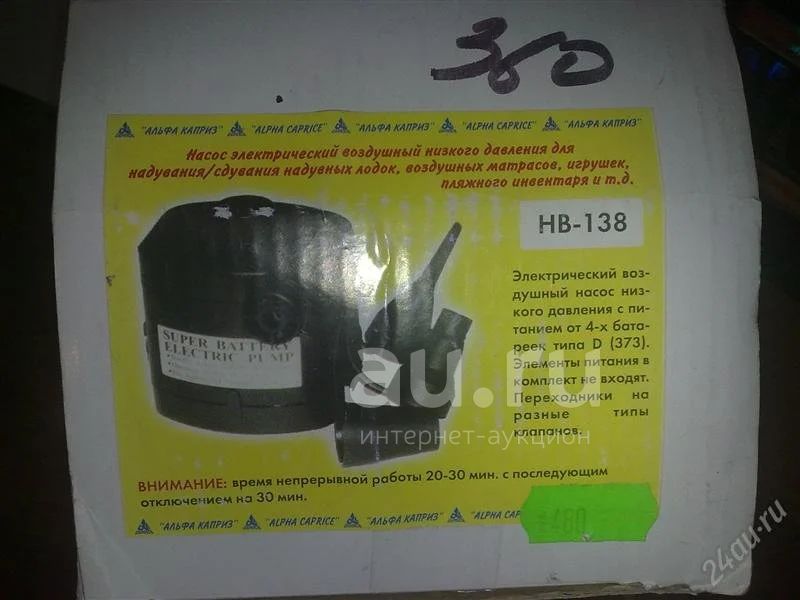 360
"АЛЬФА КАПРИЗ" "ALPHA CAPRICE" "АЛЬФА КАПРИЗ" "ALPHA CAPRICE" "АЛЬФА КАПРИЗ"
Насос электрический воздушный низкого давления для
надувания/сдувания надувных лодок, воздушных матрасов, игрушек,
пляжного инвентаря и т.д.
НВ-138
Электрический воз-
душный насос низ-
кого давления с пи-
танием от 4-х бата-
реек типа D (373).
Элементы питания в
комплект не входят.
Переходники на
разные типы
клапанов.
SUPER BATTERY
ELECTRIC PUMP
au.ru
интернет-аукцион
ВНИМАНИЕ: время непрерывной работы 20-30 мин. с последующим
отключением на 30 мин.
"АЛЬФА КАПРИЗ" "ALPHA CAPRICE" "АЛЬФА КАПРИЗ" "ALPHA CAP
480
24au.ru